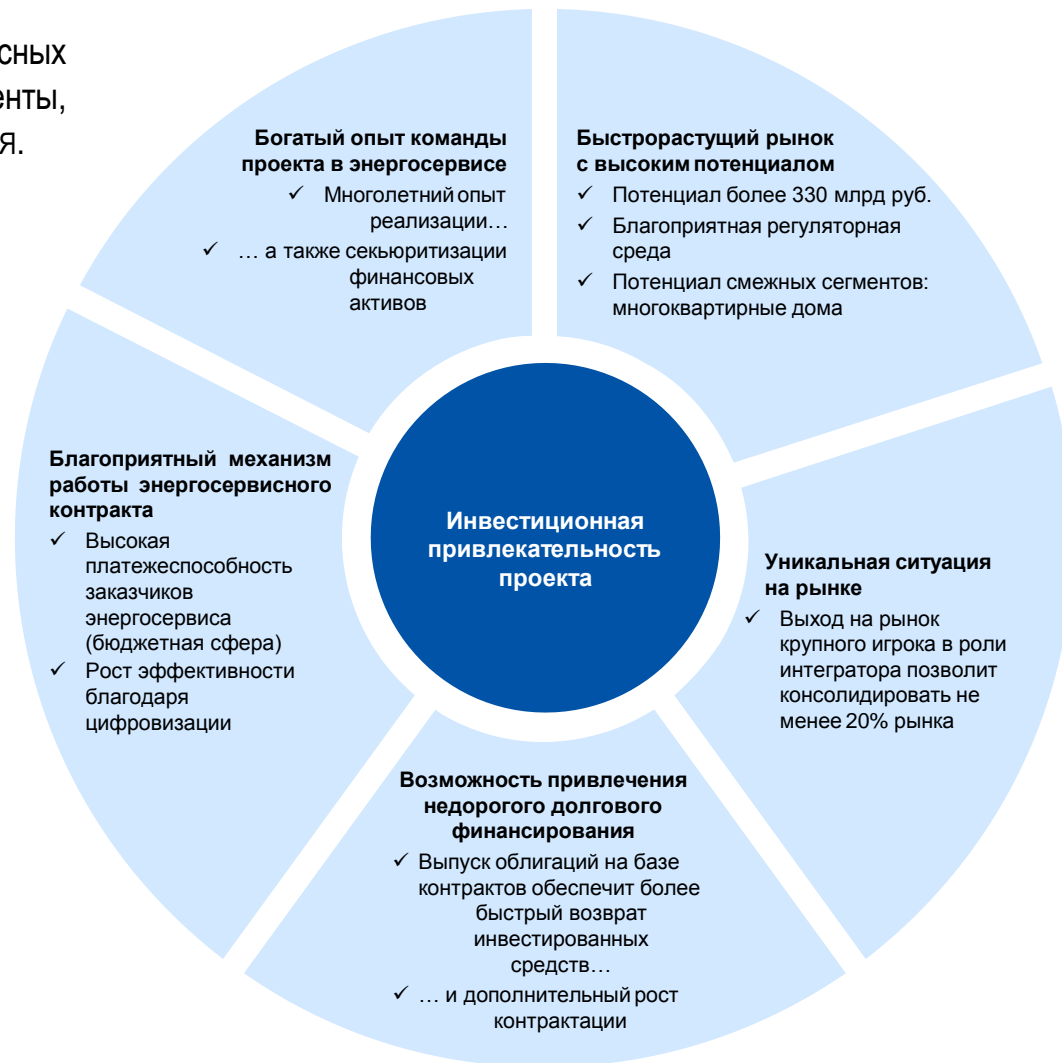 сных
енты,
я.
Богатый опыт команды
проекта в энергосервисе
✓ Многолетний опыт
реализации…
✓ … а также секьюритизации
финансовых
активов
Быстрорастущий рынок
с высоким потенциалом
✓ Потенциал более 330 млрд руб.
✓ Благоприятная регуляторная
среда
✓ Потенциал смежных сегментов:
многоквартирные дома
Благоприятный механизм
работы энергосервисного
контракта
✓ Высокая
платежеспособность
заказчиков
энергосервиса
(бюджетная сфера)
✓ Рост эффективности
благодаря
цифровизации
Инвестиционная
привлекательность
проекта
Уникальная ситуация
на рынке
✓ Выход на рынок
крупного игрока в роли
интегратора позволит
консолидировать не
менее 20% рынка
Возможность привлечения
недорогого долгового
финансирования
✓ Выпуск облигаций на базе
контрактов обеспечит более
быстрый возврат
инвестированных
средств…
✓ … и дополнительный рост
контрактации